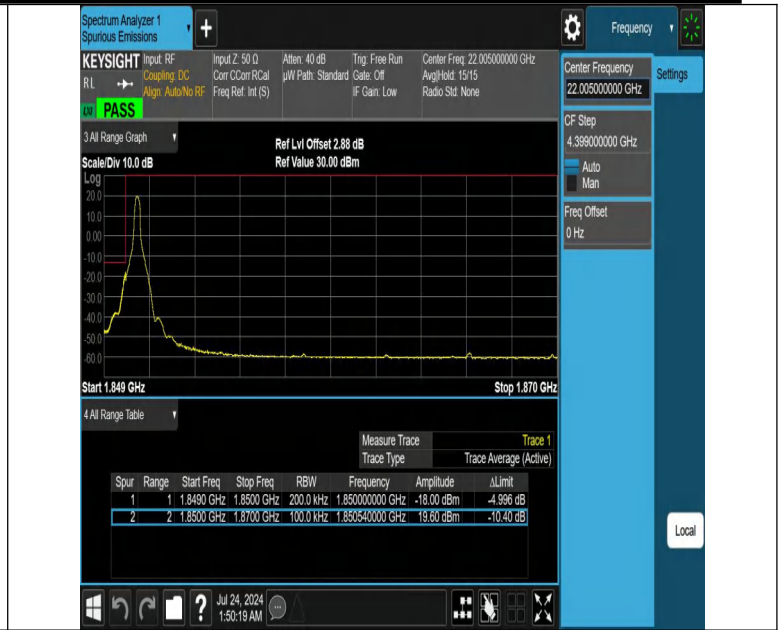 Spectrum Analyzer 1
Spurious Emissions
+
Frequency
KEYSIGHT
RL
LXI
PASS
Input: RF
Coupling: DC
Align: Auto/No RF
Input Z: 50 Ω
Corr CCorr RCal
Freq Ref: Int (S)
Atten: 40 dB
µW Path: Standard
Trig: Free Run
Gate: Off
IF Gain: Low
Center Freq: 22.005000000 GHz
Avg|Hold: 15/15
Radio Std: None
Center Frequency
22.005000000 GHz
Settings
CF Step
4.399000000 GHz
Auto
Man
Freq Offset
0 Hz
3 All Range Graph
Scale/Div 10.0 dB
Ref Lvl Offset 2.88 dB
Ref Value 30.00 dBm
Log
20.0
10.0
0.00
-10.0
-20.0
-30.0
-40.0
-50.0
-60.0
Start 1.849 GHz
Stop 1.870 GHz
4 All Range Table
Measure Trace Trace 1
Trace Type Trace Average (Active)
Spur Range Start Freq Stop Freq RBW Frequency Amplitude ΔLimit
1 1 1.8490 GHz 1.8500 GHz 200.0 kHz 1.850000000 GHz -18.00 dBm -4.996 dB
2 2 1.8500 GHz 1.8700 GHz 100.0 kHz 1.850540000 GHz 19.60 dBm -10.40 dB
Local
?
Jul 24, 2024
1:50:19 AM